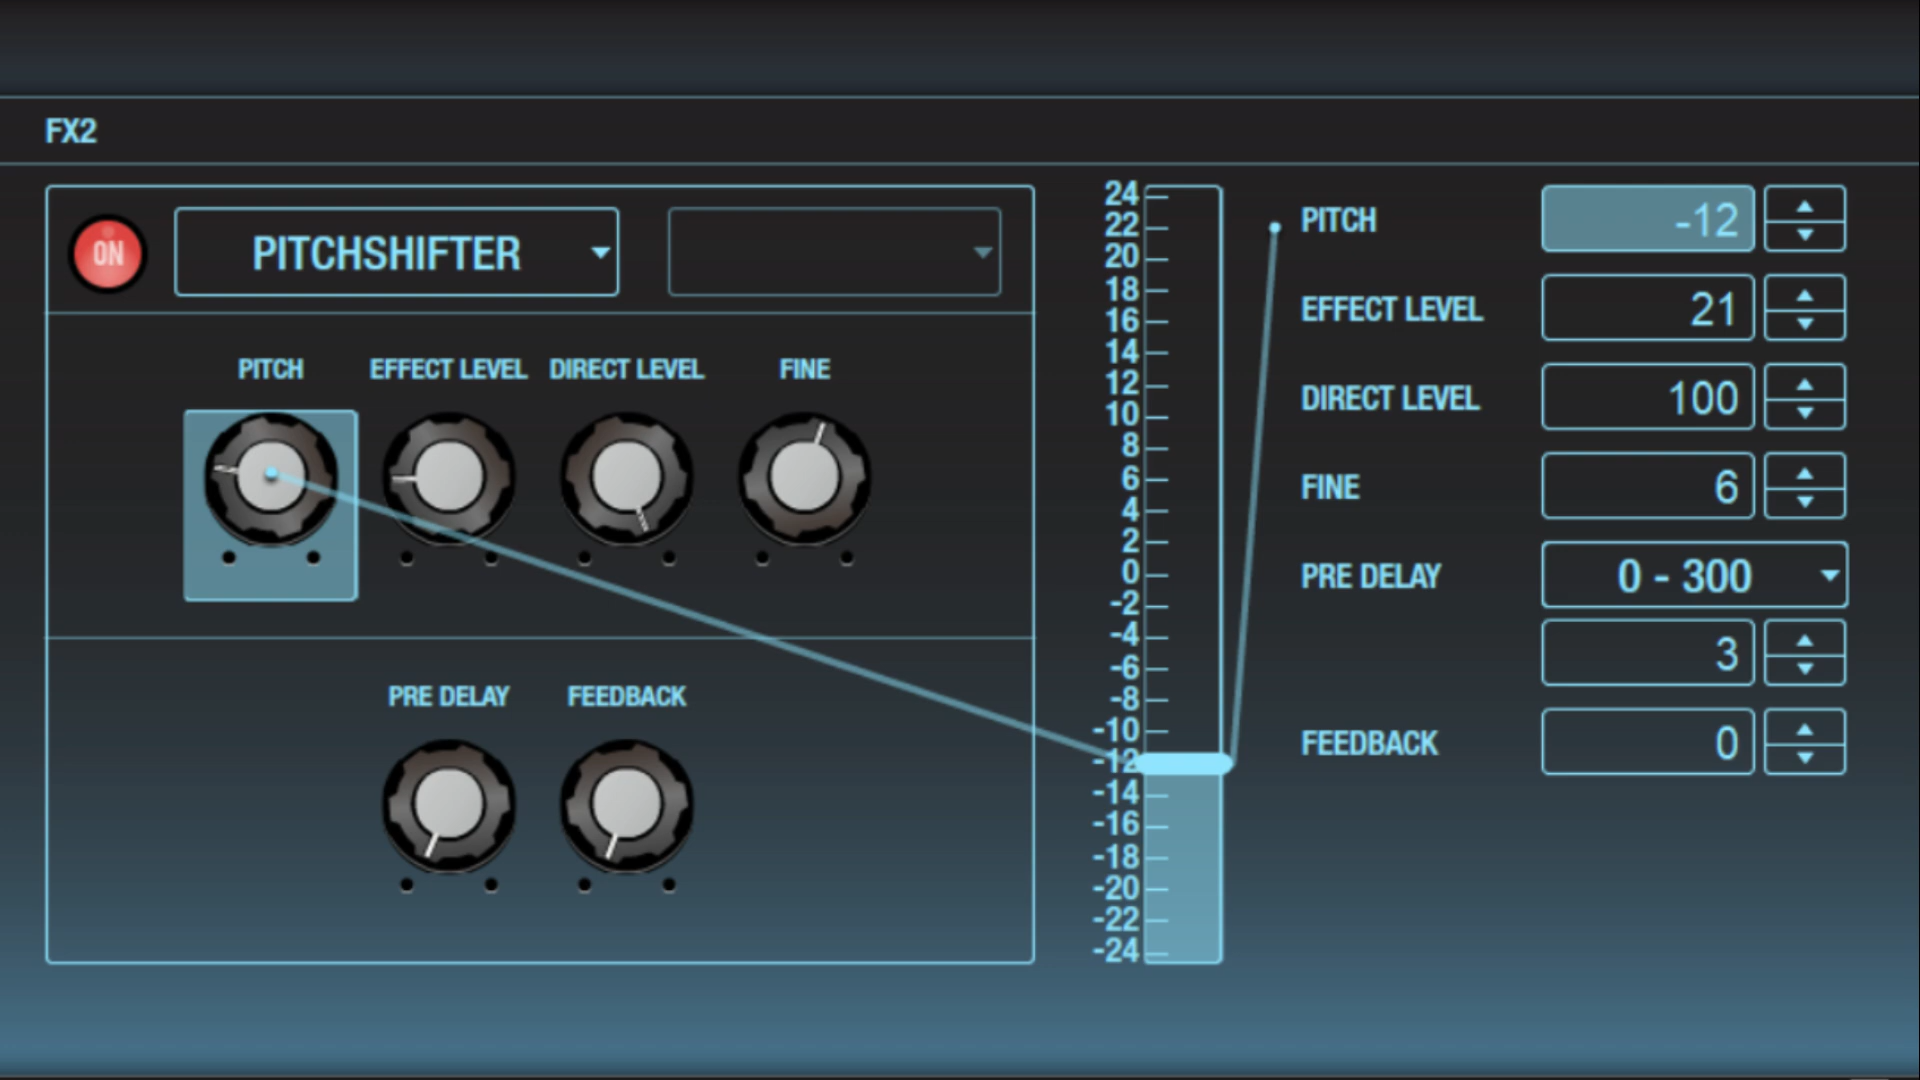 FX2
ON
PITCHSHIFTER
PITCH EFFECT LEVEL DIRECT LEVEL FINE
PRE DELAY FEEDBACK
24
22
20
18
16
14
12
10
8
6
4
2
0
-2
-4
-6
-8
-10
-12
-14
-16
-18
-20
-22
-24
PITCH -12
EFFECT LEVEL 21
DIRECT LEVEL 100
FINE 6
PRE DELAY 0 - 300
3
FEEDBACK 0